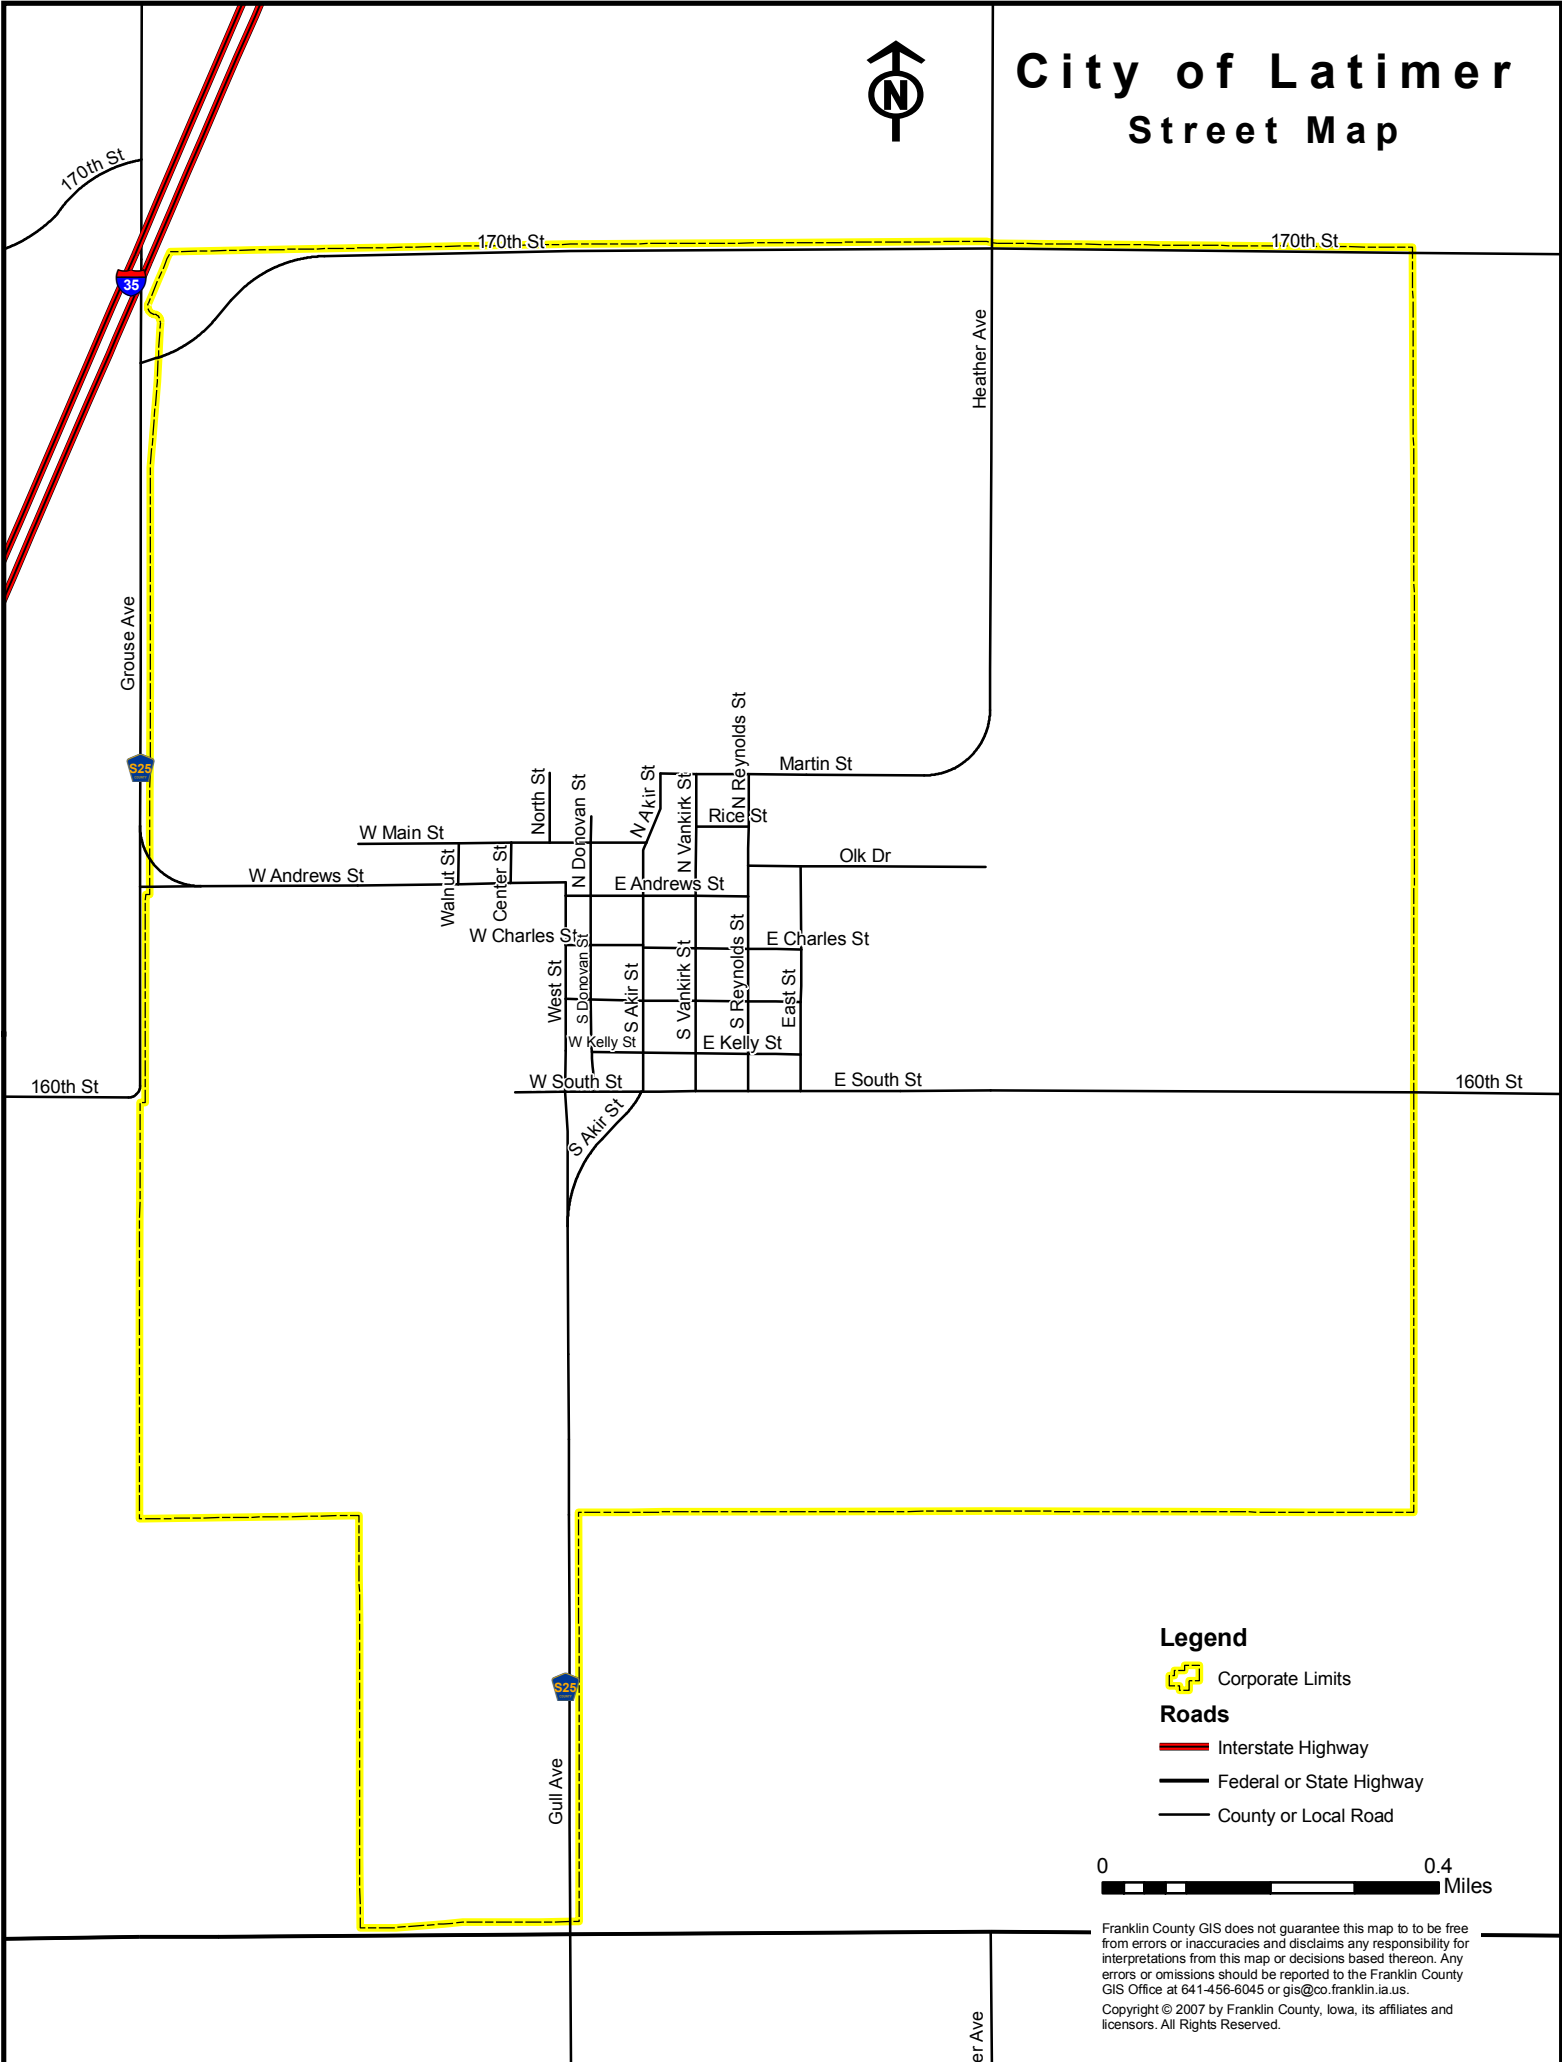 City of Latimer
Street Map
N
170th St
170th St
170th St
35
Heather Ave
Grouse Ave
S25
COUNTY
N Reynolds St
Martin St
North St
N Donovan St
N Akir St
N Vankirk St
Rice St
W Main St
Olk Dr
Walnut St
Center St
W Andrews St
E Andrews St
W Charles St
E Charles St
West St
S Donovan St
S Akir St
S Vankirk St
S Reynolds St
East St
W Kelly St
E Kelly St
160th St
W South St
E South St
160th St
S Akir St
S25
COUNTY
Gull Ave
Legend
Corporate Limits
Roads
Interstate Highway
Federal or State Highway
County or Local Road
0 0.4
Miles
Franklin County GIS does not guarantee this map to to be free
from errors or inaccuracies and disclaims any responsibility for
interpretations from this map or decisions based thereon. Any
errors or omissions should be reported to the Franklin County
GIS Office at 641-456-6045 or gis@co.franklin.ia.us.
Copyright © 2007 by Franklin County, Iowa, its affiliates and
licensors. All Rights Reserved.
er Ave